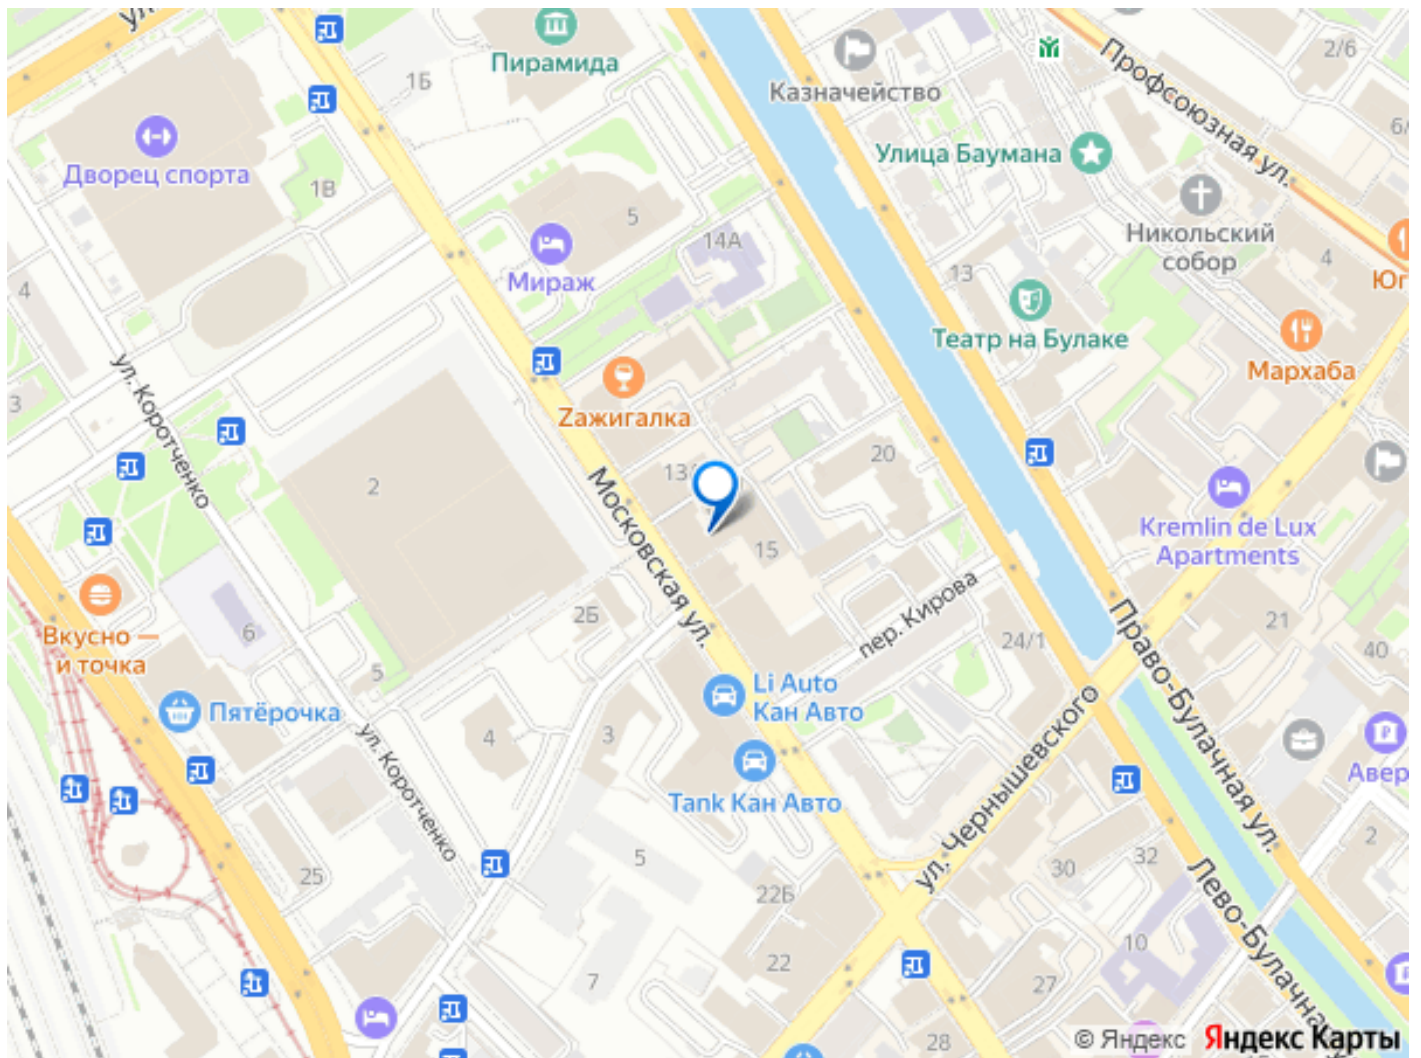 ул.
Пирамида
1Б
Казначейство
2/6
Профсоюзная ул.
6/
Дворец спорта
1В
Улица Баумана
5
14А
Никольский
собор
4
Юг
4
Мираж
13
Театр на Булаке
Мархаба
3
Zажигалка
ул. Коротченко
2
13
20
Московская ул.
15
Kremlin de Lux
Apartments
Вкусно —
и точка
6
2Б
пер. Кирова
24/1
21
40
5
Пятёрочка
Li Auto
Кан Авто
4
3
Право-Булачная ул.
Авер
ул. Коротченко
Tank Кан Авто
ул. Чернышевского
2
25
5
30
32
22Б
Лево-Булачная
10
22
7
27
28
© Яндекс Яндекс Карты